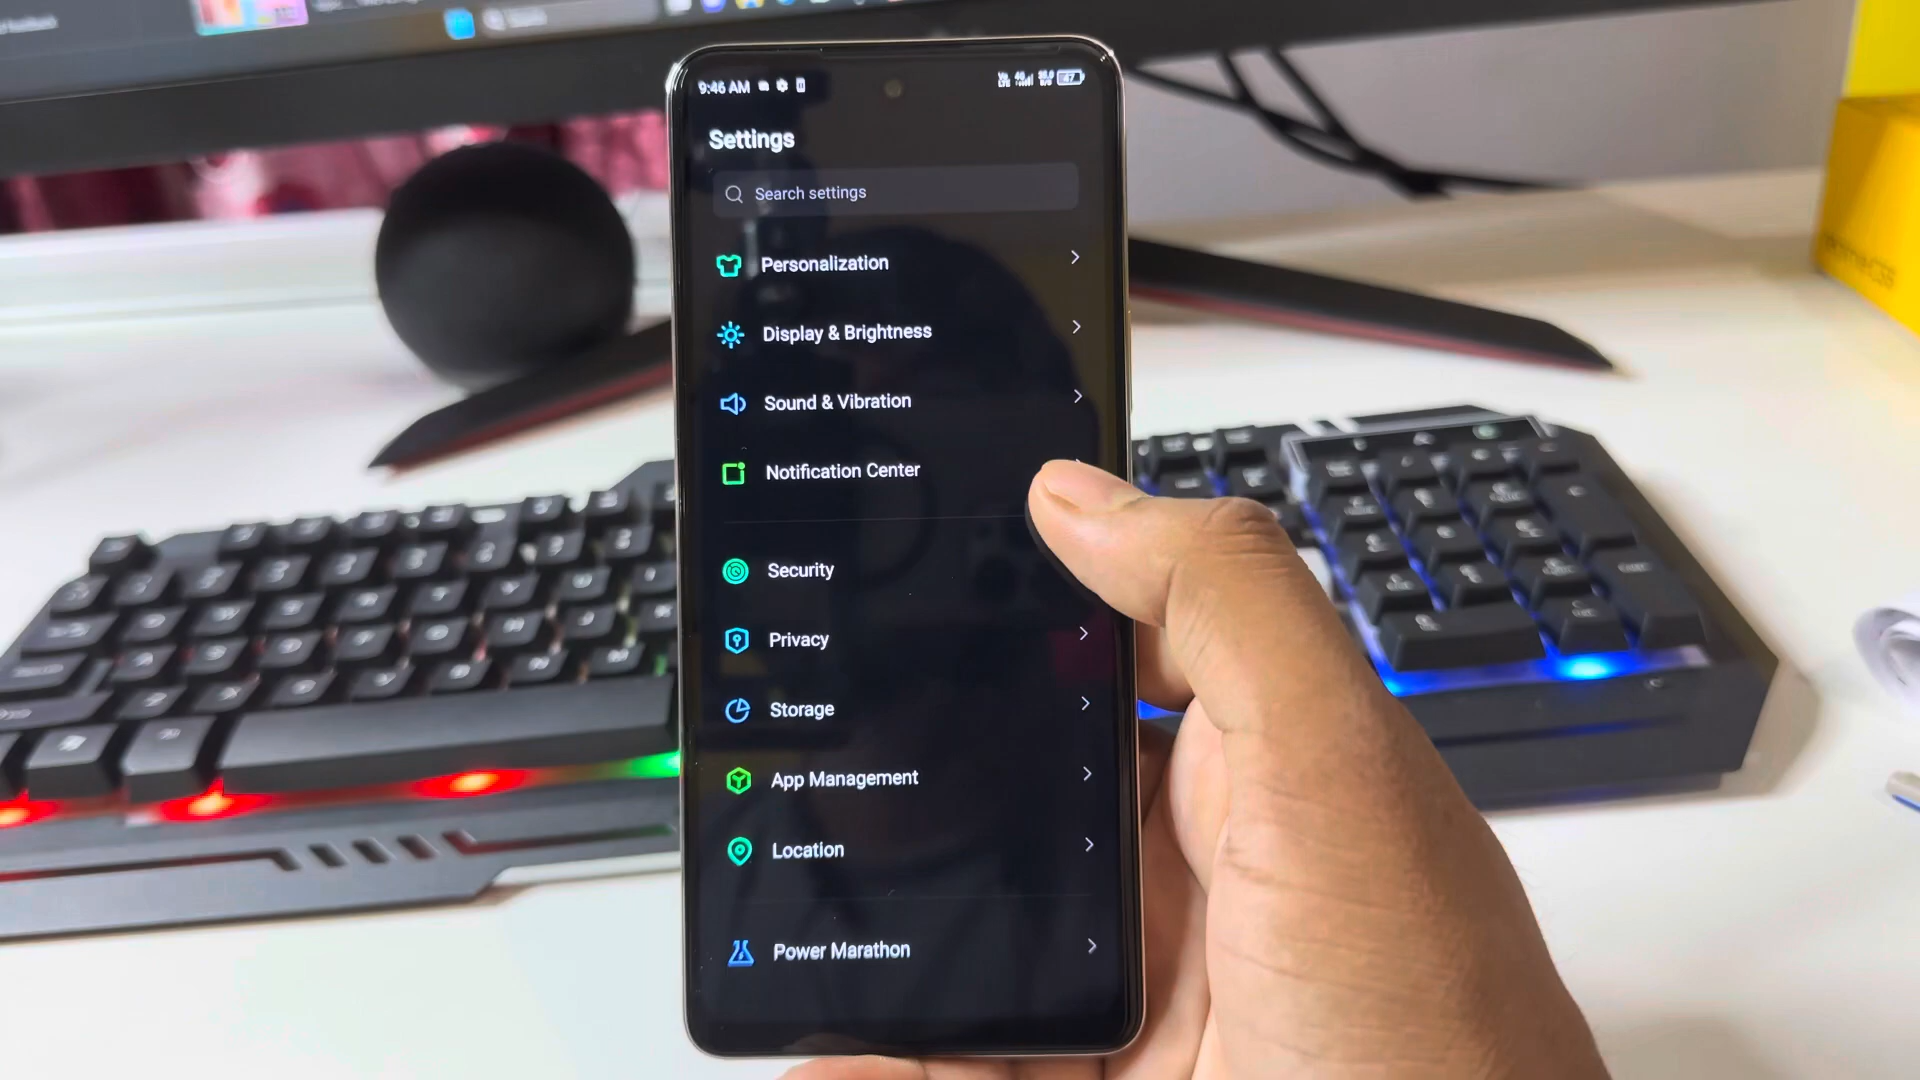 9:46 AM
47
Settings
Search settings
Personalization
Display & Brightness
Sound & Vibration
Notification Center
Security
Privacy
Storage
App Management
Location
Power Marathon